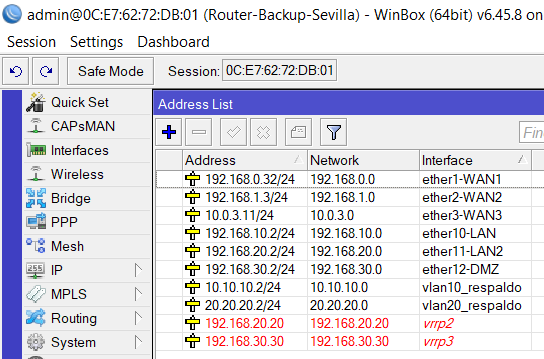 admin@0C:E7:62:72:DB:01 (Router-Backup-Sevilla) - WinBox (64bit) v6.45.8 on
Session Settings Dashboard
Safe Mode Session: 0C:E7:62:72:DB:01
Quick Set
CAPsMAN
Interfaces
Wireless
Bridge
PPP
Mesh
IP
MPLS
Routing
System
Address List
Find
Address Network Interface
192.168.0.32/24 192.168.0.0 ether1-WAN1
192.168.1.3/24 192.168.1.0 ether2-WAN2
10.0.3.11/24 10.0.3.0 ether3-WAN3
192.168.10.2/24 192.168.10.0 ether10-LAN
192.168.20.2/24 192.168.20.0 ether11-LAN2
192.168.30.2/24 192.168.30.0 ether12-DMZ
10.10.10.2/24 10.10.10.0 vlan10_respaldo
20.20.20.2/24 20.20.20.0 vlan20_respaldo
192.168.20.20 192.168.20.20 vrrp2
192.168.30.30 192.168.30.30 vrrp3